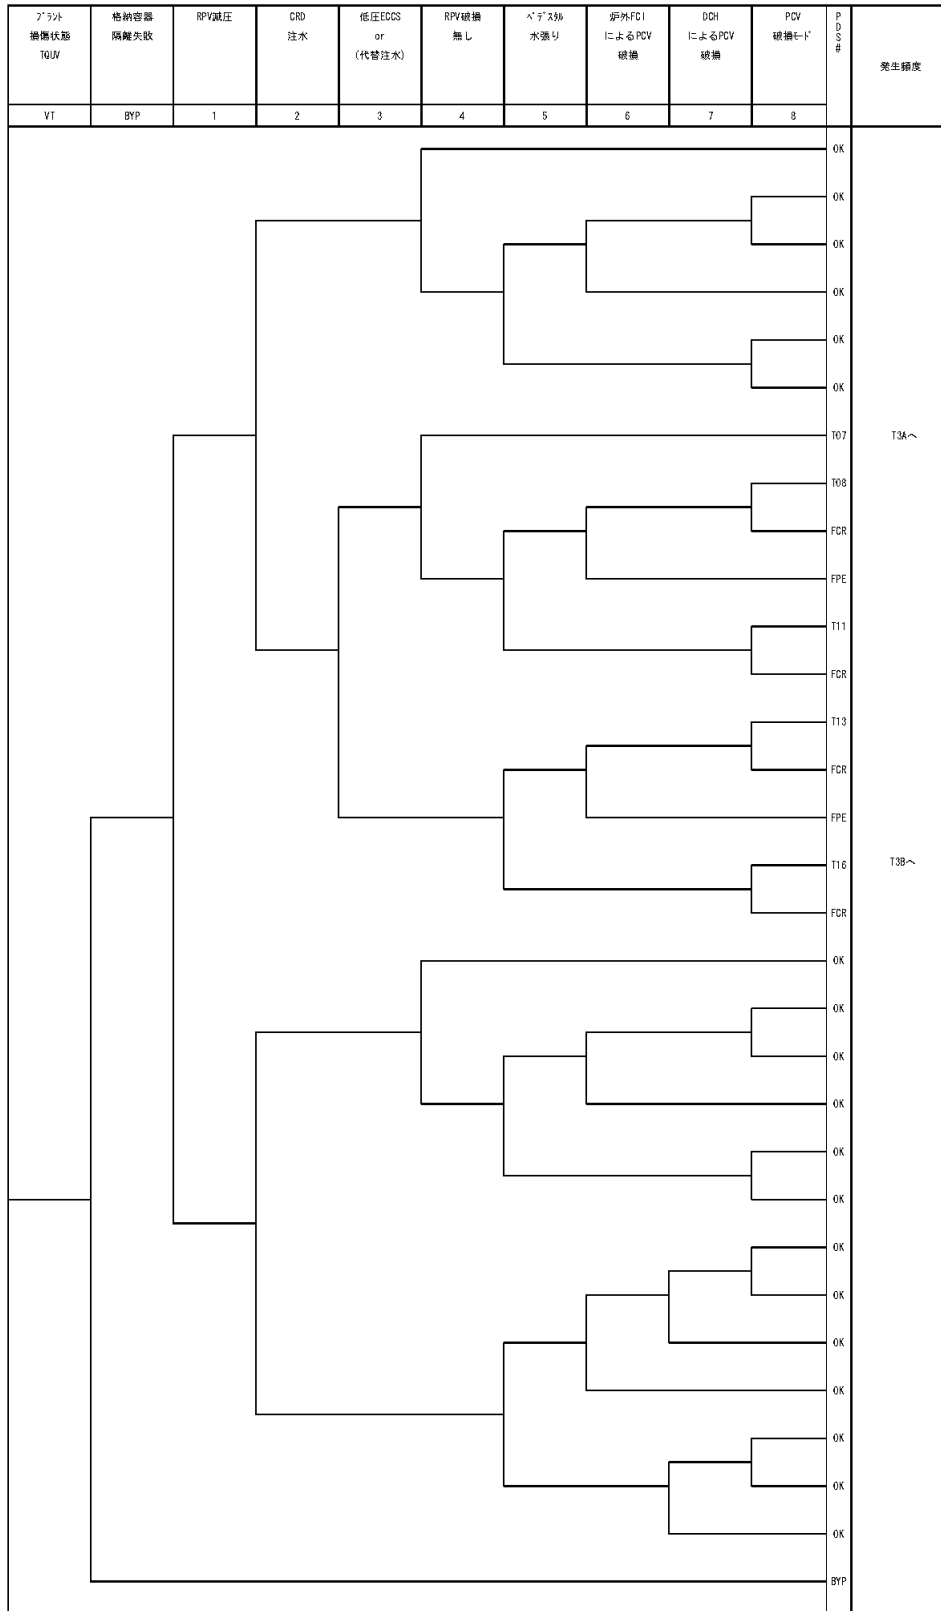 プラント
損傷状態
TQUV
格納容器
隔離失敗
RPV減圧
CRD
注水
低圧ECCS
or
(代替注水)
RPV破損
無し
ペデスタル
水張り
炉外FCI
によるPCV
破損
DCH
によるPCV
破損
PCV
破損モード
P
D
S
#
発生頻度
VT
BYP
1
2
3
4
5
6
7
8
OK
OK
OK
OK
OK
OK
T07
T3Aへ
T08
FCR
FPE
T11
FCR
T13
FCR
FPE
T16
T3Bへ
FCR
OK
OK
OK
OK
OK
OK
OK
OK
OK
OK
OK
OK
OK
BYP